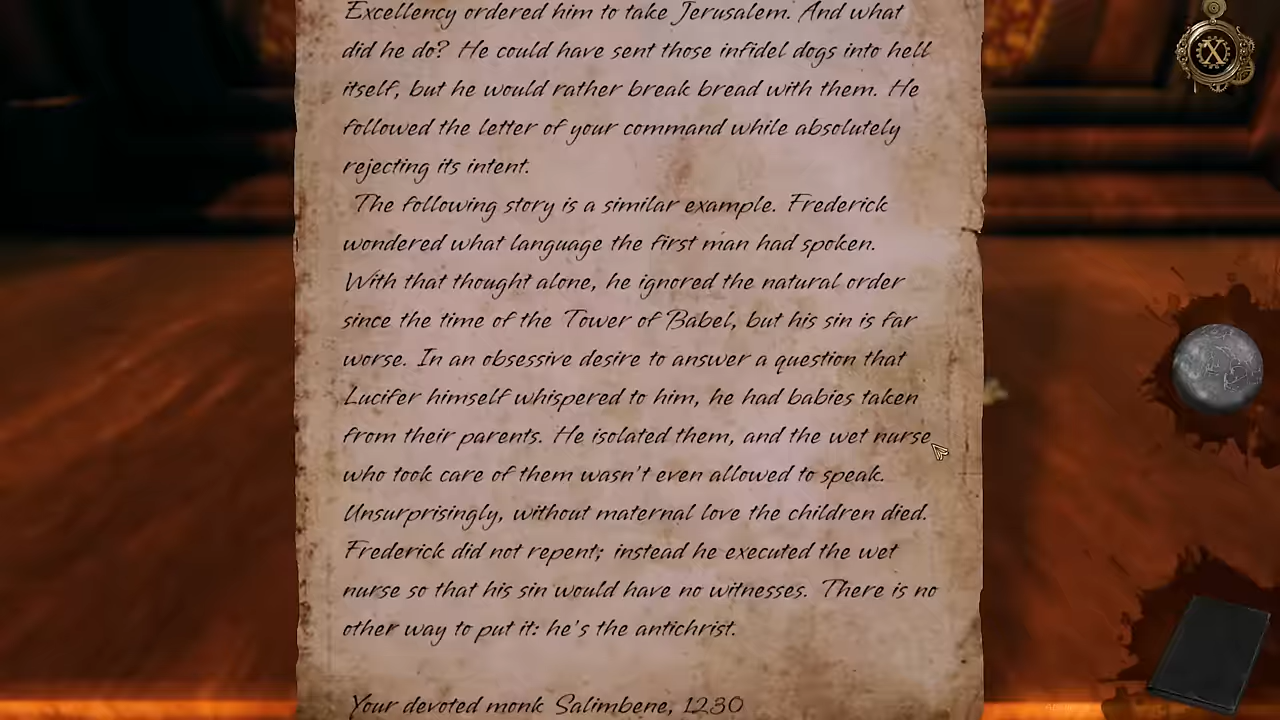 Excellency ordered him to take Jerusalem. And what
did he do? He could have sent those infidel dogs into hell
itself, but he would rather break bread with them. He
followed the letter of your command while absolutely
rejecting its intent.
The following story is a similar example. Frederick
wondered what language the first man had spoken.
With that thought alone, he ignored the natural order
since the time of the Tower of Babel, but his sin is far
worse. In an obsessive desire to answer a question that
Lucifer himself whispered to him, he had babies taken
from their parents. He isolated them, and the wet nurse
who took care of them wasn't even allowed to speak.
Unsurprisingly, without maternal love the children died.
Frederick did not repent; instead he executed the wet
nurse so that his sin would have no witnesses. There is no
other way to put it: he's the antichrist.
Your devoted monk Salimbene, 1230